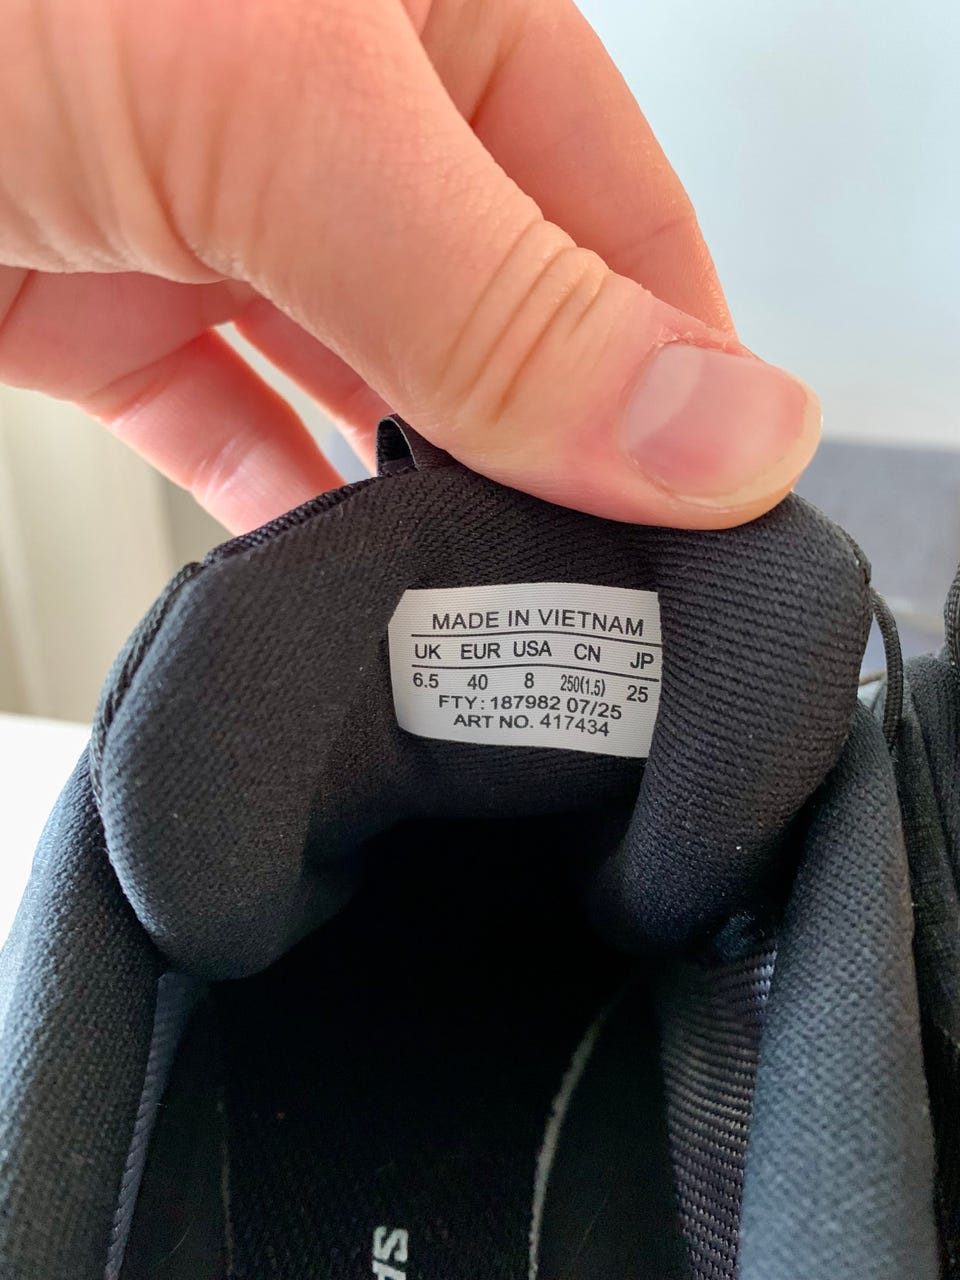 MADE IN VIETNAM
UK EUR USA CN JP
6.5 40 8 250(1.5) 25
FTY: 187982 07/25
ART NO. 417434